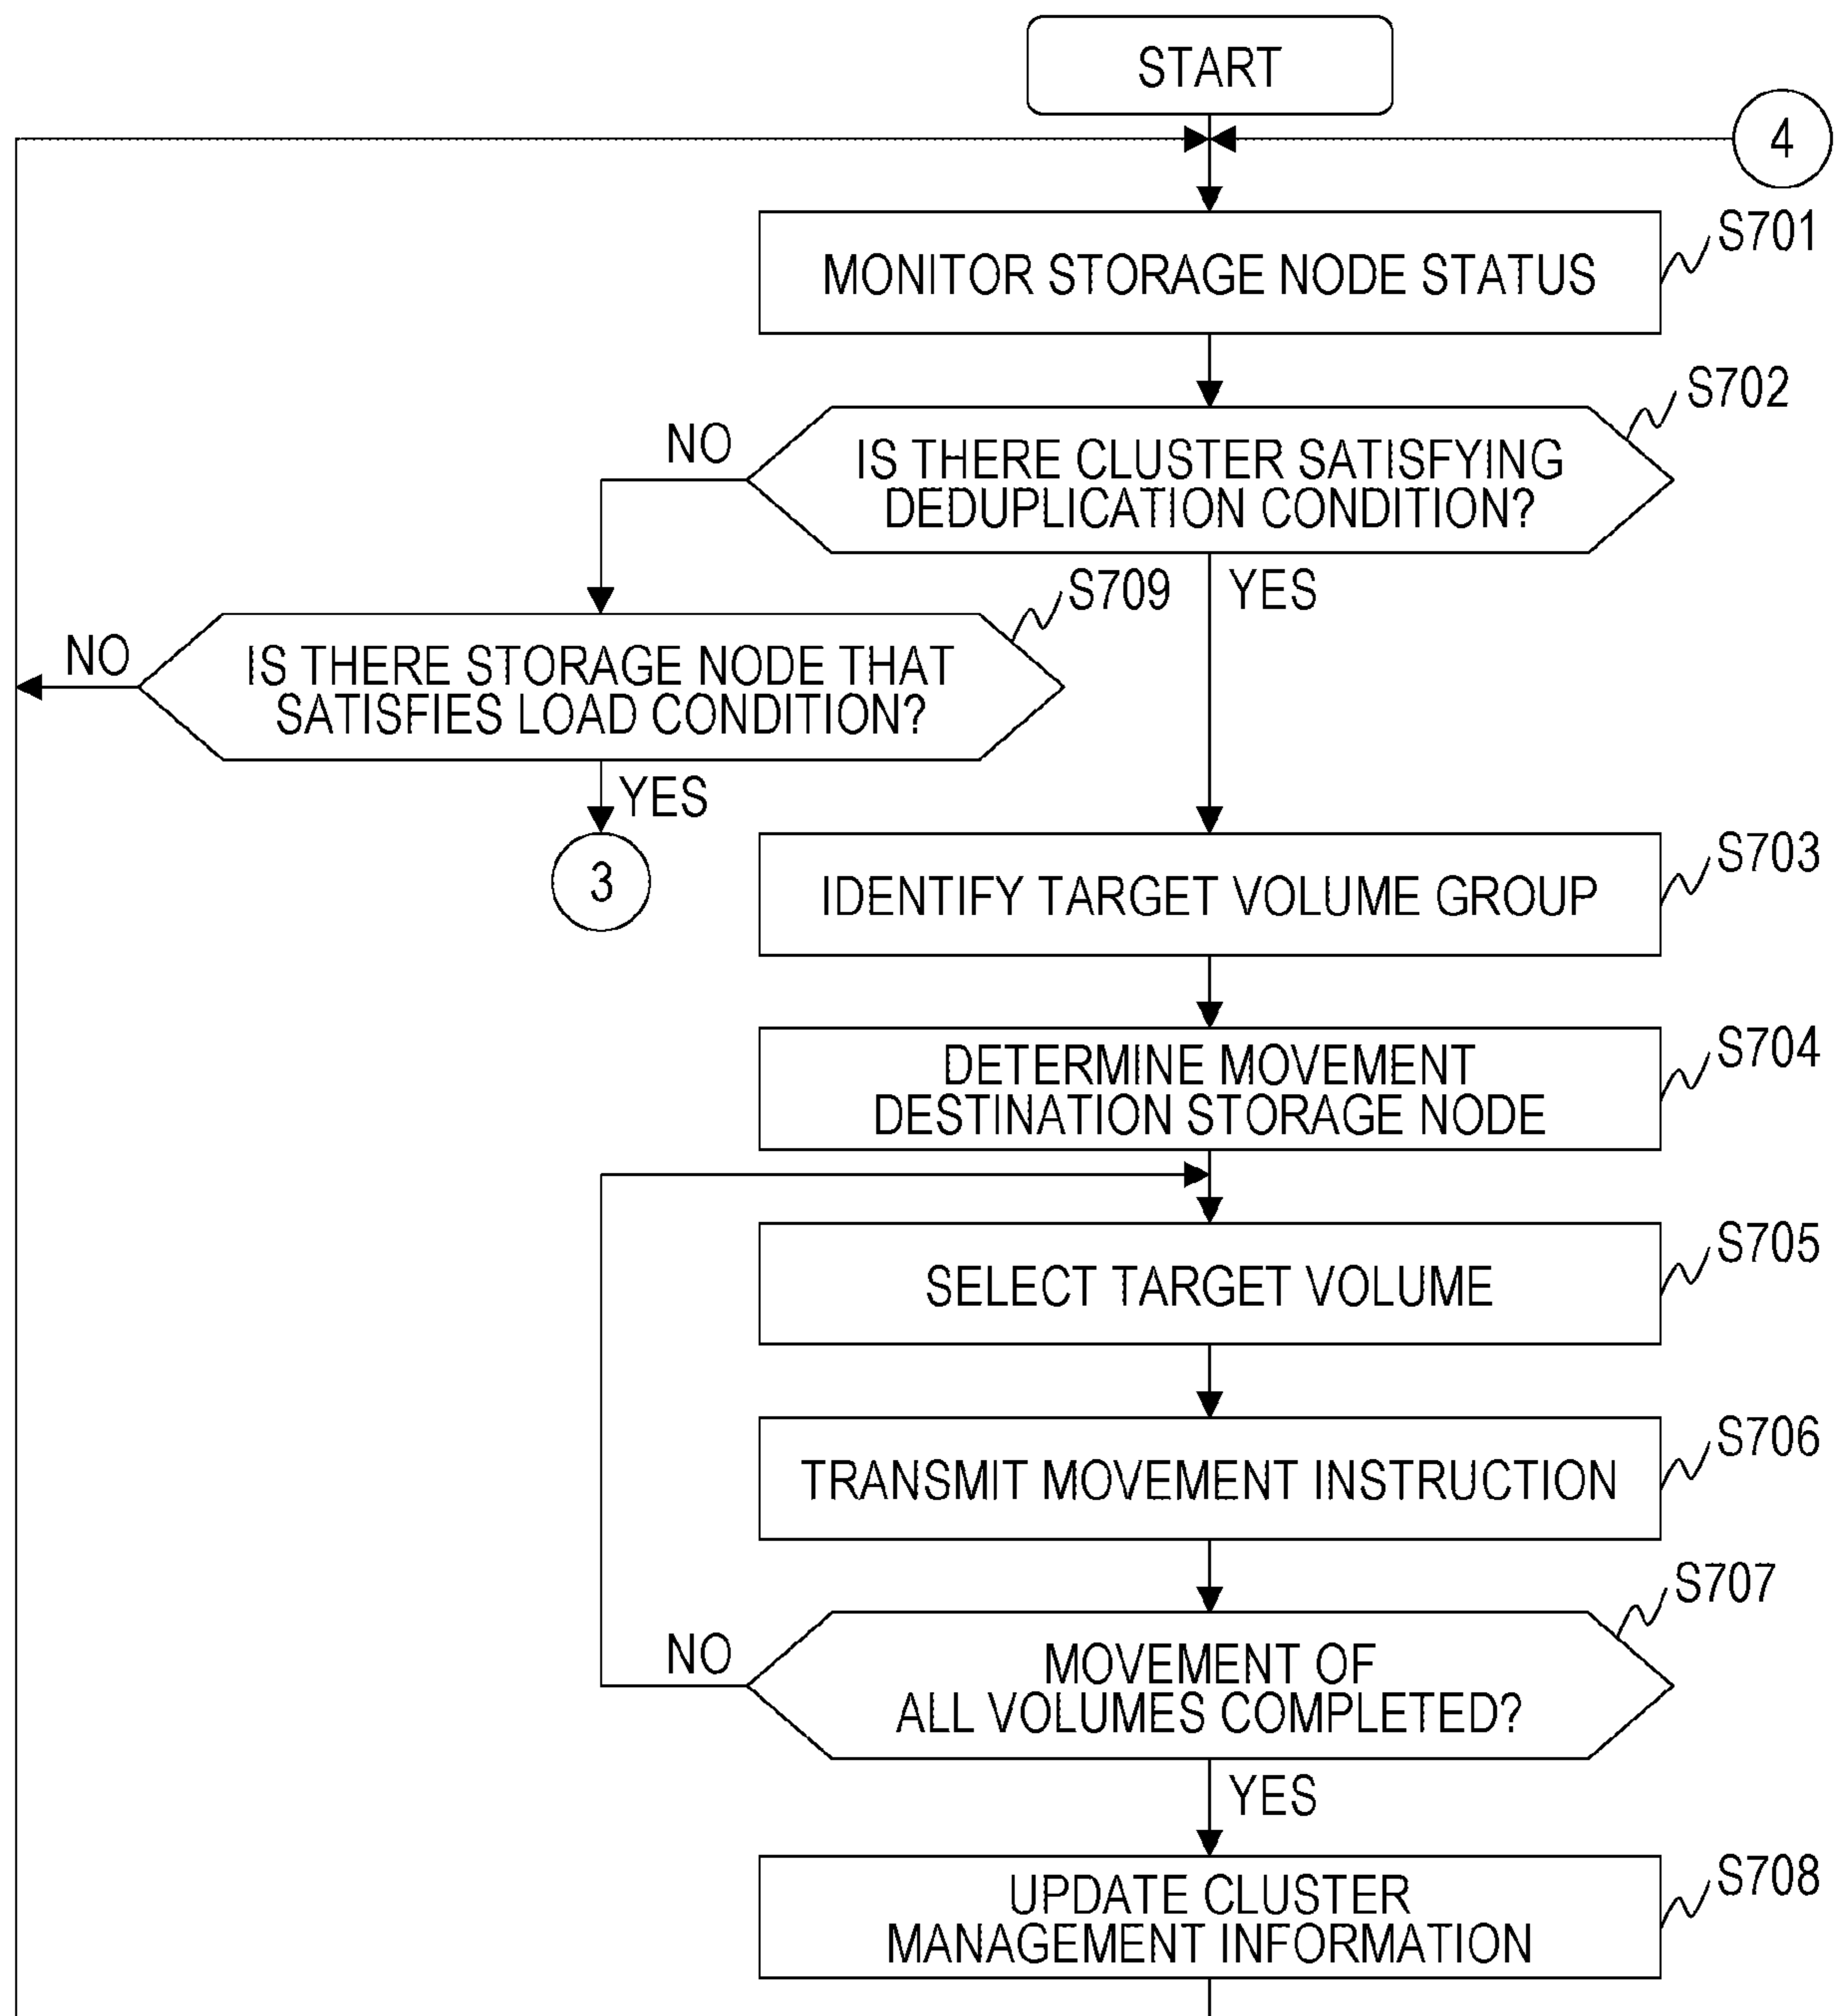 START
4
S701
MONITOR STORAGE NODE STATUS
S702
NO
IS THERE CLUSTER SATISFYING
DEDUPLICATION CONDITION?
S709
YES
NO
IS THERE STORAGE NODE THAT
SATISFIES LOAD CONDITION?
YES
3
S703
IDENTIFY TARGET VOLUME GROUP
S704
DETERMINE MOVEMENT
DESTINATION STORAGE NODE
S705
SELECT TARGET VOLUME
S706
TRANSMIT MOVEMENT INSTRUCTION
S707
NO
MOVEMENT OF
ALL VOLUMES COMPLETED?
YES
S708
UPDATE CLUSTER
MANAGEMENT INFORMATION